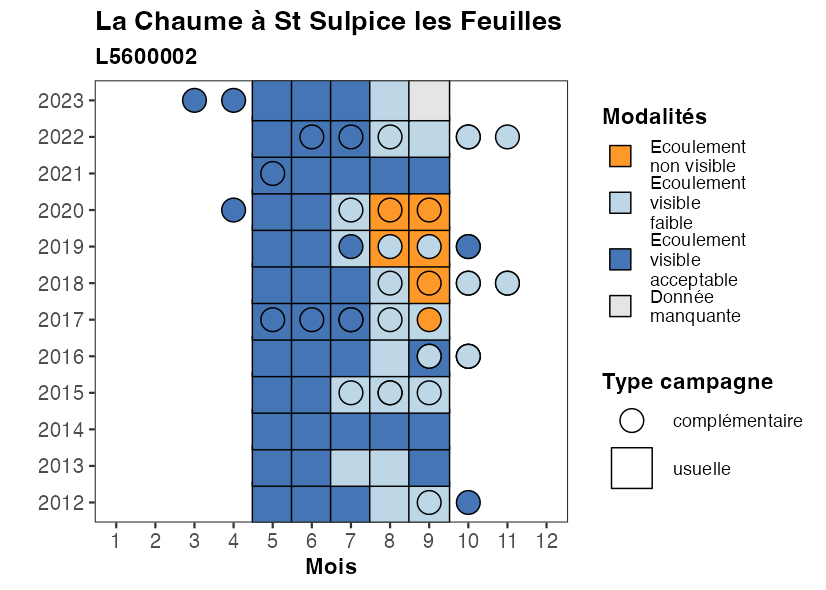 La Chaume à St Sulpice les Feuilles
L5600002
2023
2022
2021
2020
2019
2018
2017
2016
2015
2014
2013
2012
1 2 3 4 5 6 7 8 9 10 11 12
Mois
Modalités
Ecoulement
non visible
Ecoulement
visible
faible
Ecoulement
visible
acceptable
Donnée
manquante
Type campagne
complémentaire
usuelle